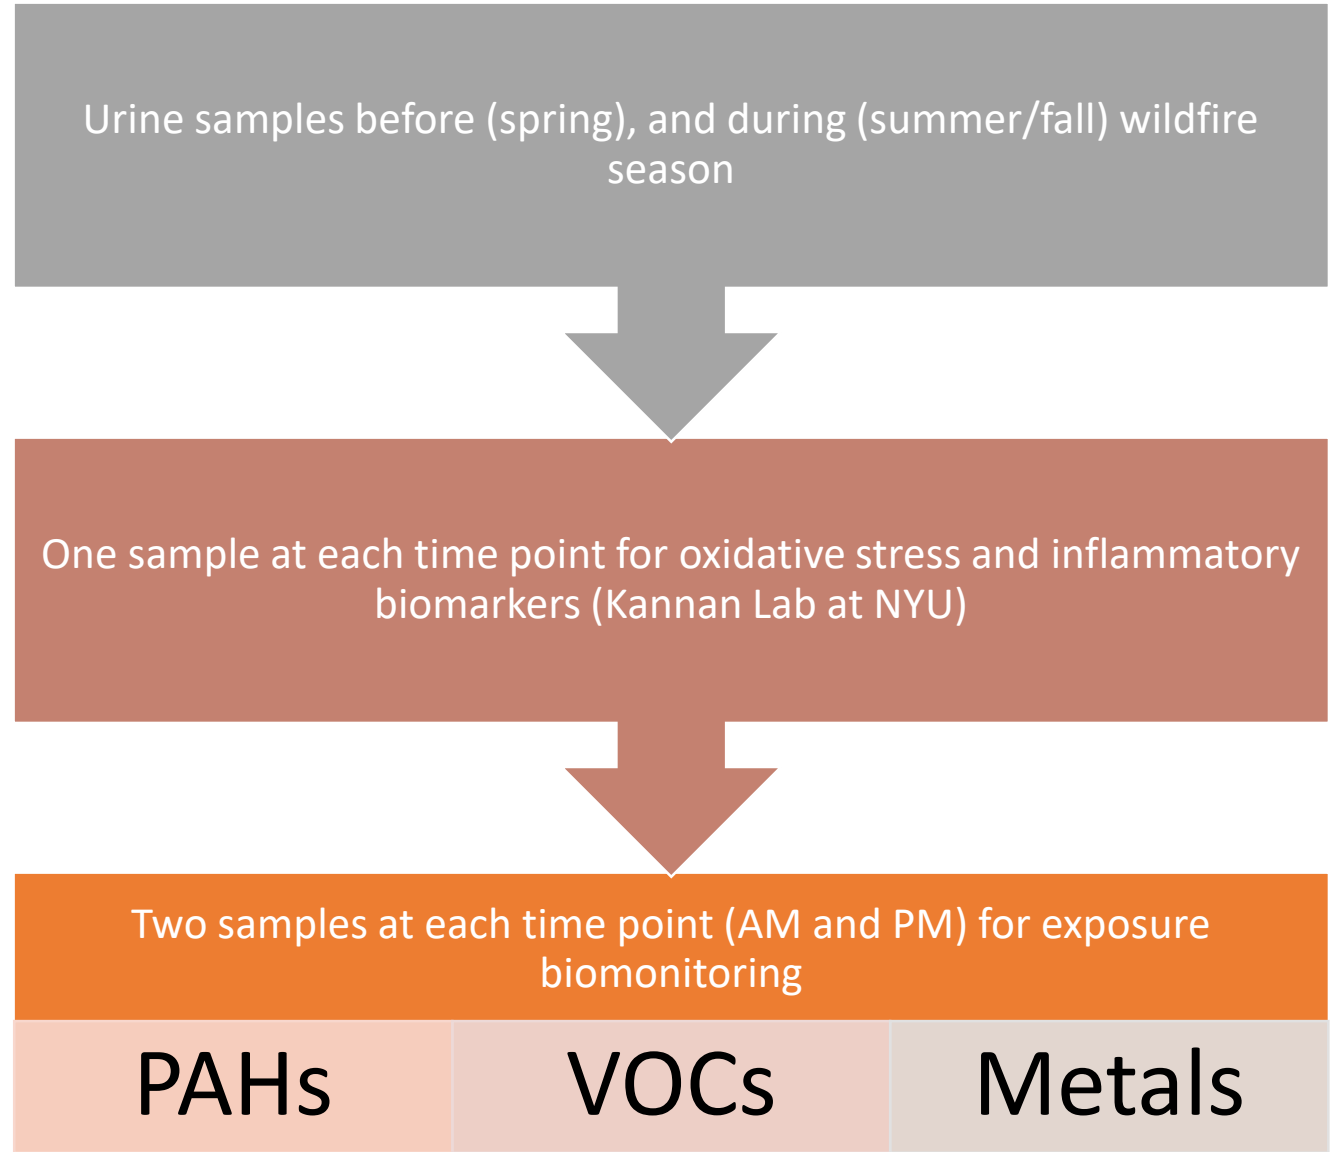 Urine samples before (spring), and during (summer/fall) wildfire
season
One sample at each time point for oxidative stress and inflammatory
biomarkers (Kannan Lab at NYU)
Two samples at each time point (AM and PM) for exposure
biomonitoring
PAHs
VOCs
Metals